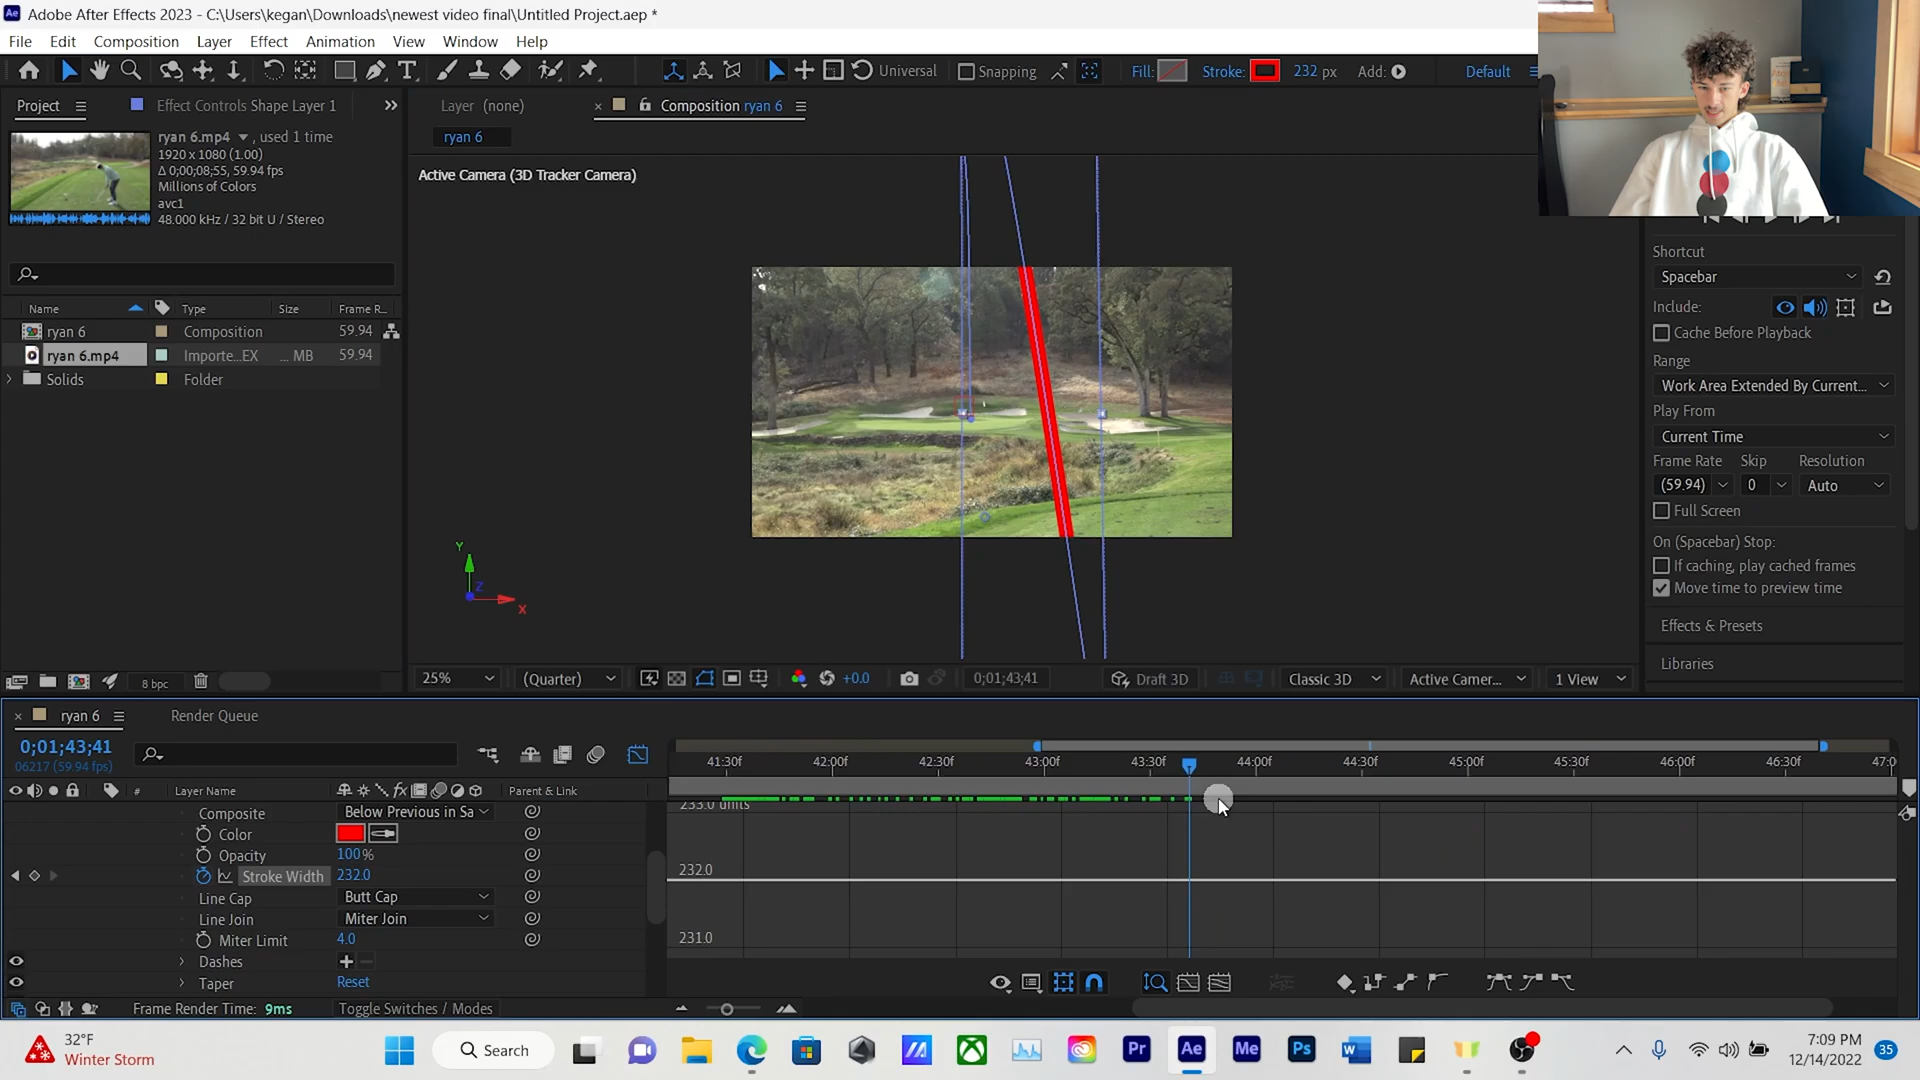 Adobe After Effects 2023 - C:\Users\kegan\Downloads\newest video final\Untitled Project.aep *
File Edit Composition Layer Effect Animation View Window Help
Universal Snapping Fill: Stroke: 232 px Add: Default
Project Effect Controls Shape Layer 1 Layer (none) Composition ryan 6
ryan 6.mp4 , used 1 time
1920 x 1080 (1.00)
Δ 0;00;08;55, 59.94 fps
Millions of Colors
avc1
48.000 kHz / 32 bit U / Stereo
ryan 6
Active Camera (3D Tracker Camera)
Name Type Size Frame R...
ryan 6 Composition 59.94
ryan 6.mp4 Importe...EX ... MB 59.94
Solids Folder
Y
Z
X
Shortcut
Spacebar
Include:
Cache Before Playback
Range
Work Area Extended By Current...
Play From
Current Time
Frame Rate Skip Resolution
(59.94) 0 Auto
Full Screen
On (Spacebar) Stop:
If caching, play cached frames
Move time to preview time
Effects & Presets
Libraries
8 bpc
25% (Quarter) +0.0 0;01;43;41 Draft 3D Classic 3D Active Camer... 1 View
ryan 6 Render Queue
0;01;43;41
06217 (59.94 fps)
41:30f 42:00f 42:30f 43:00f 43:30f 44:00f 44:30f 45:00f 45:30f 46:00f 46:30f 47:0
# Layer Name Parent & Link
Composite Below Previous in Sa
Color
Opacity 100%
Stroke Width 232.0
Line Cap Butt Cap
Line Join Miter Join
Miter Limit 4.0
Dashes
Taper Reset
233.0 units
232.0
231.0
Frame Render Time: 9ms Toggle Switches / Modes
32°F
Winter Storm
Search
Pr Ae Me Ps W
7:09 PM
12/14/2022
35